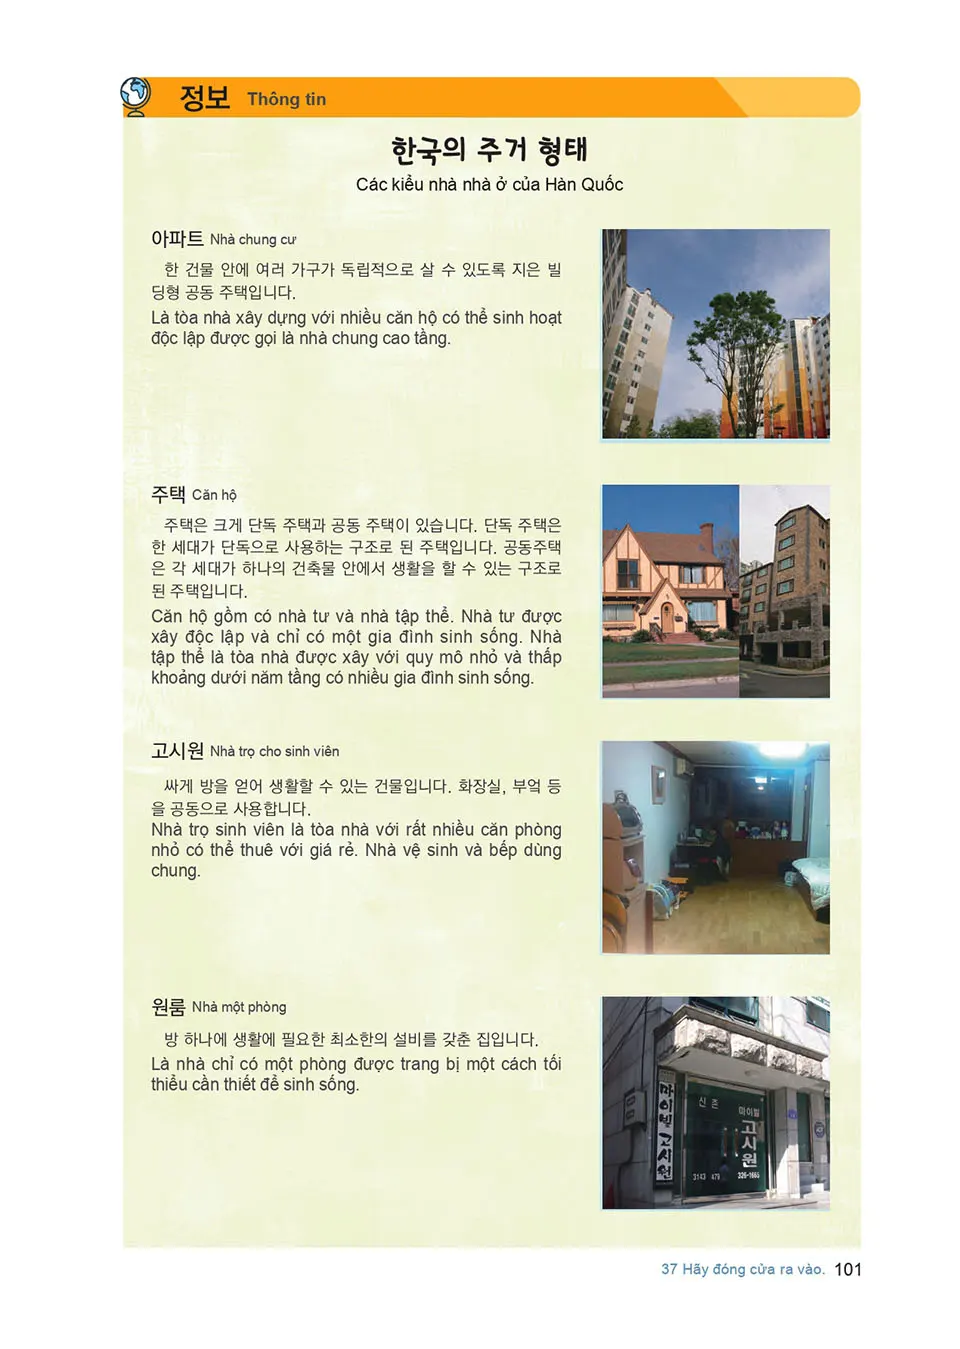 정보 Thông tin
한국의 주거 형태
Các kiểu nhà nhà ở của Hàn Quốc
아파트 Nhà chung cư
한 건물 안에 여러 가구가 독립적으로 살 수 있도록 지은 빌
딩형 공동 주택입니다.
Là tòa nhà xây dựng với nhiều căn hộ có thể sinh hoạt
độc lập được gọi là nhà chung cao tầng.
주택 Căn hộ
주택은 크게 단독 주택과 공동 주택이 있습니다. 단독 주택은
한 세대가 단독으로 사용하는 구조로 된 주택입니다. 공동주택
은 각 세대가 하나의 건축물 안에서 생활을 할 수 있는 구조로
된 주택입니다.
Căn hộ gồm có nhà tư và nhà tập thể. Nhà tư được
xây độc lập và chỉ có một gia đình sinh sống. Nhà
tập thể là tòa nhà được xây với quy mô nhỏ và thấp
khoảng dưới năm tầng có nhiều gia đình sinh sống.
고시원 Nhà trọ cho sinh viên
싸게 방을 얻어 생활할 수 있는 건물입니다. 화장실, 부엌 등
을 공동으로 사용합니다.
Nhà trọ sinh viên là tòa nhà với rất nhiều căn phòng
nhỏ có thể thuê với giá rẻ. Nhà vệ sinh và bếp dùng
chung.
원룸 Nhà một phòng
방 하나에 생활에 필요한 최소한의 설비를 갖춘 집입니다.
Là nhà chỉ có một phòng được trang bị một cách tối
thiểu cần thiết để sinh sống.
마이빌 고시원
신촌 마이빌
고시원
326-1665
37 Hãy đóng cửa ra vào. 101